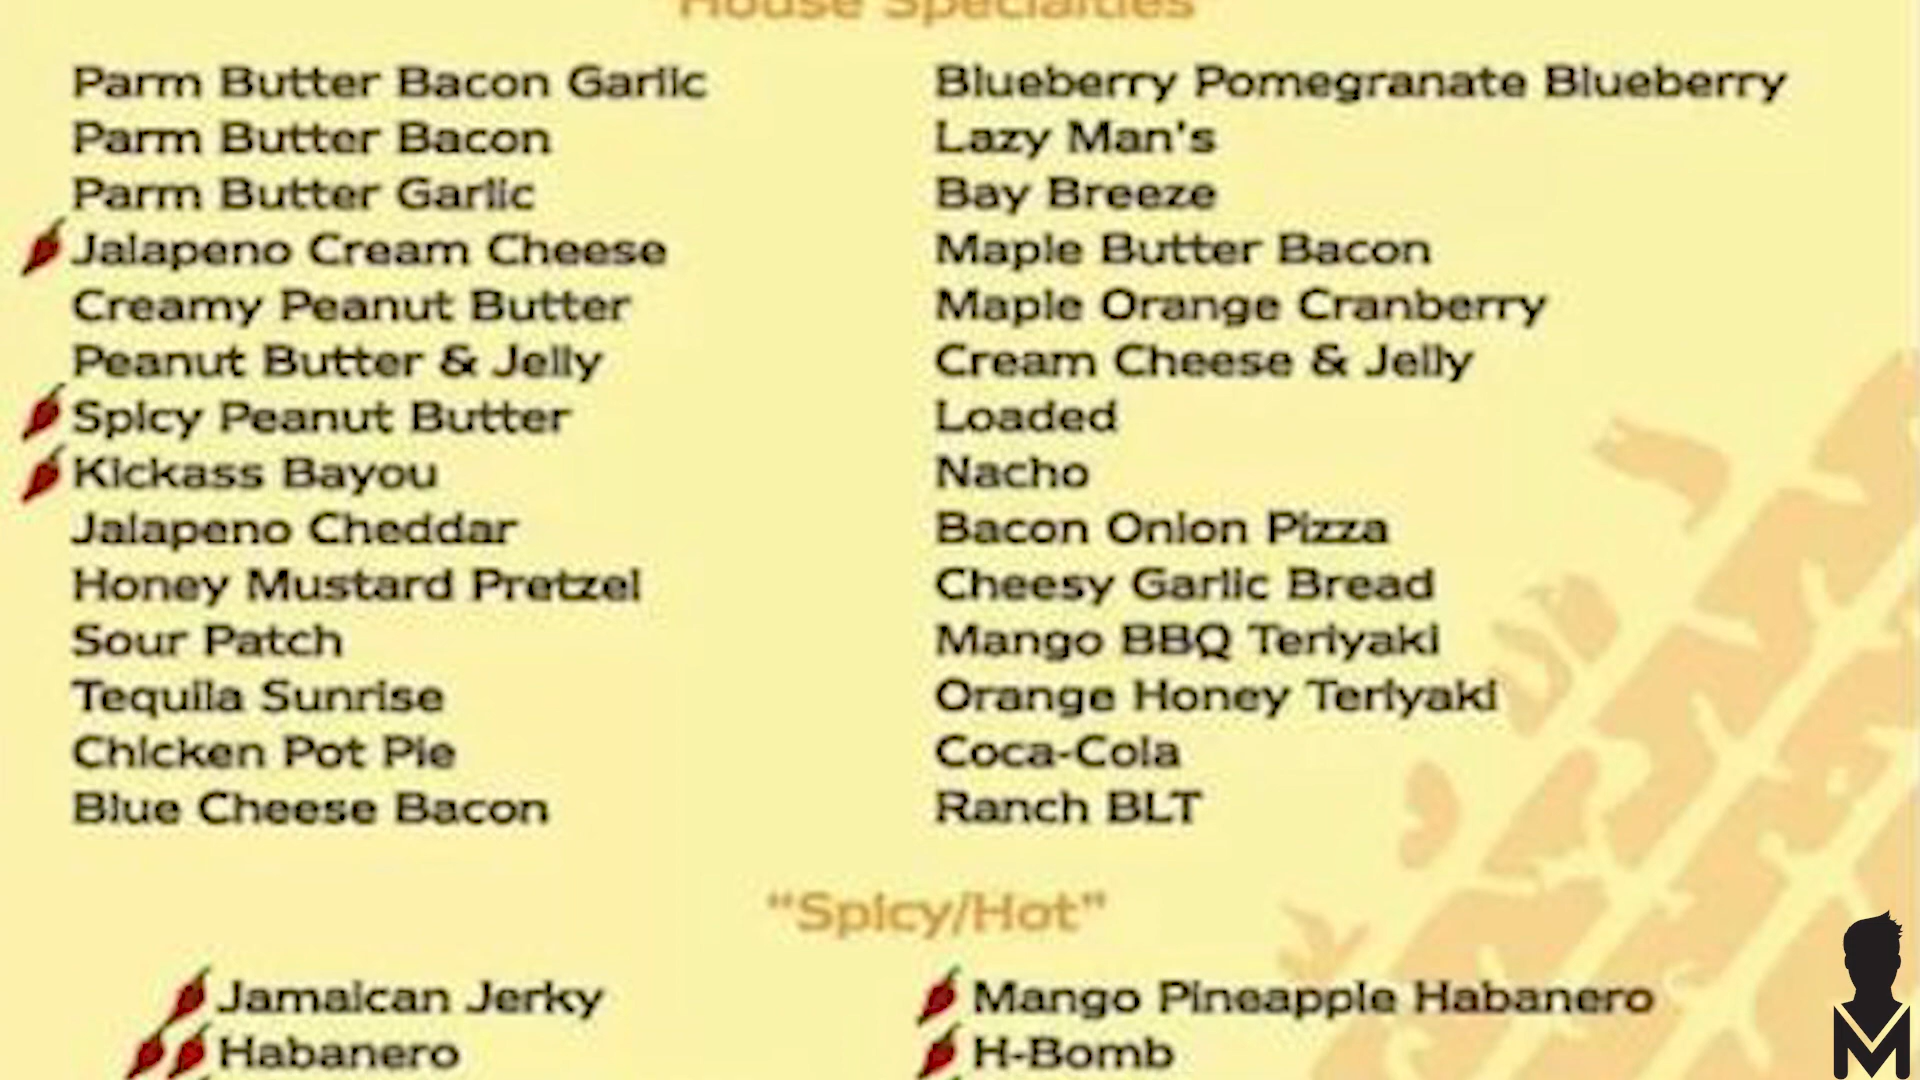 House Specialties
Parm Butter Bacon Garlic
Parm Butter Bacon
Parm Butter Garlic
Jalapeno Cream Cheese
Creamy Peanut Butter
Peanut Butter & Jelly
Spicy Peanut Butter
Kickass Bayou
Jalapeno Cheddar
Honey Mustard Pretzel
Sour Patch
Tequila Sunrise
Chicken Pot Pie
Blue Cheese Bacon
Blueberry Pomegranate Blueberry
Lazy Man's
Bay Breeze
Maple Butter Bacon
Maple Orange Cranberry
Cream Cheese & Jelly
Loaded
Nacho
Bacon Onion Pizza
Cheesy Garlic Bread
Mango BBQ Teriyaki
Orange Honey Teriyaki
Coca-Cola
Ranch BLT
"Spicy/Hot"
Jamaican Jerky
Habanero
Mango Pineapple Habanero
H-Bomb
M